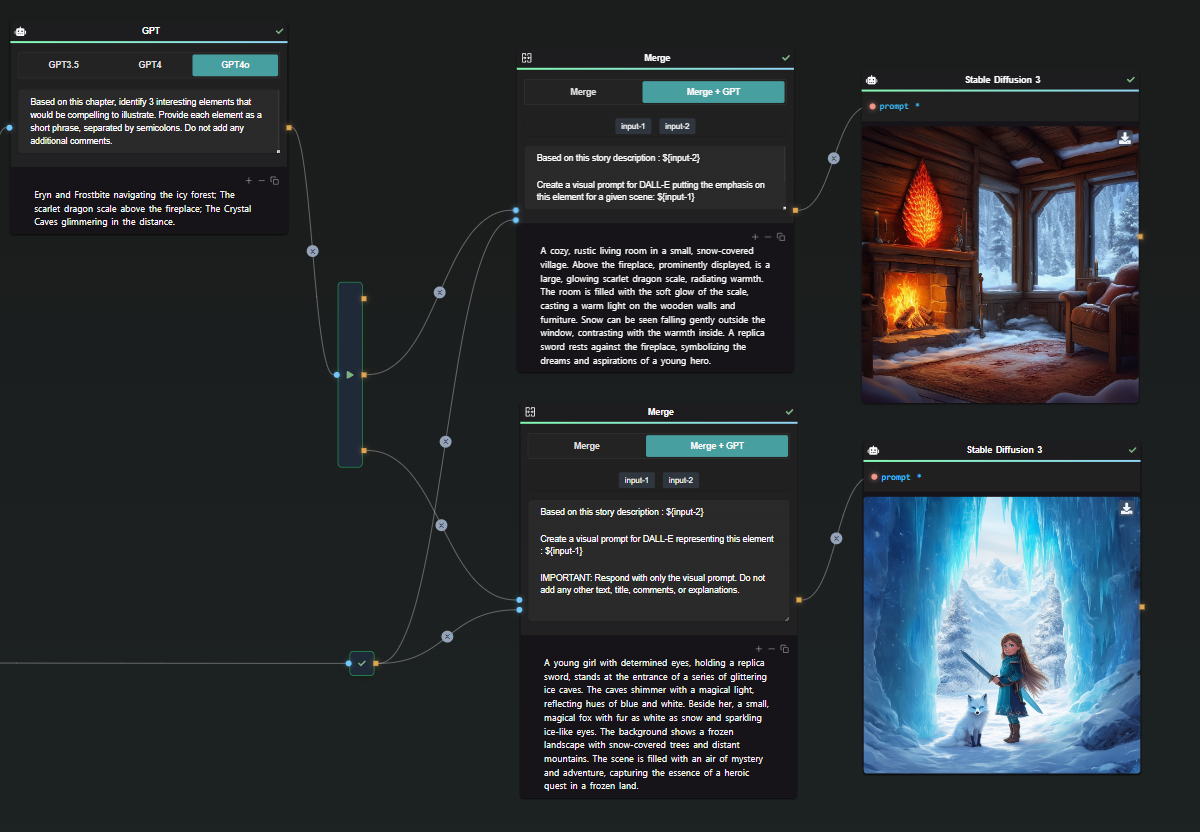 GPT
GPT3.5
GPT4
GPT4o
Based on this chapter, identify 3 interesting elements that
would be compelling to illustrate. Provide each element as a
short phrase, separated by semicolons. Do not add any
additional comments.
Eryn and Frostbite navigating the icy forest; The
scarlet dragon scale above the fireplace; The Crystal
Caves glimmering in the distance.
Merge
Merge
Merge + GPT
input-1
input-2
Based on this story description : ${input-2}
Create a visual prompt for DALL-E putting the emphasis on
this element for a given scene: ${input-1}
A cozy, rustic living room in a small, snow-covered
village. Above the fireplace, prominently displayed, is a
large, glowing scarlet dragon scale, radiating warmth.
The room is filled with the soft glow of the scale,
casting a warm light on the wooden walls and
furniture. Snow can be seen falling gently outside the
window, contrasting with the warmth inside. A replica
sword rests against the fireplace, symbolizing the
dreams and aspirations of a young hero.
Stable Diffusion 3
prompt *
Merge
Merge
Merge + GPT
input-1
input-2
Based on this story description : ${input-2}
Create a visual prompt for DALL-E representing this element
: ${input-1}
IMPORTANT: Respond with only the visual prompt. Do not
add any other text, title, comments, or explanations.
A young girl with determined eyes, holding a replica
sword, stands at the entrance of a series of glittering
ice caves. The caves shimmer with a magical light,
reflecting hues of blue and white. Beside her, a small,
magical fox with fur as white as snow and sparkling
ice-like eyes. The background shows a frozen
landscape with snow-covered trees and distant
mountains. The scene is filled with an air of mystery
and adventure, capturing the essence of a heroic
quest in a frozen land.
Stable Diffusion 3
prompt *